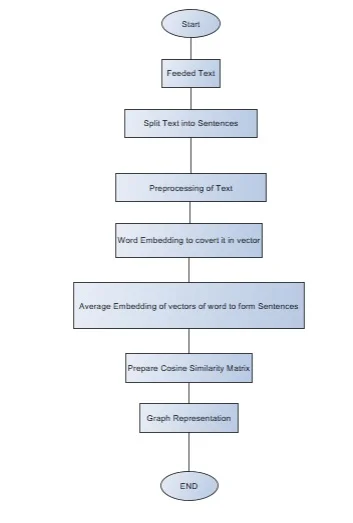 Start
Feeded Text
Split Text into Sentences
Preprocessing of Text
Word Embedding to covert it in vector
Average Embedding of vectors of word to form Sentences
Prepare Cosine Similarity Matrix
Graph Representation
END